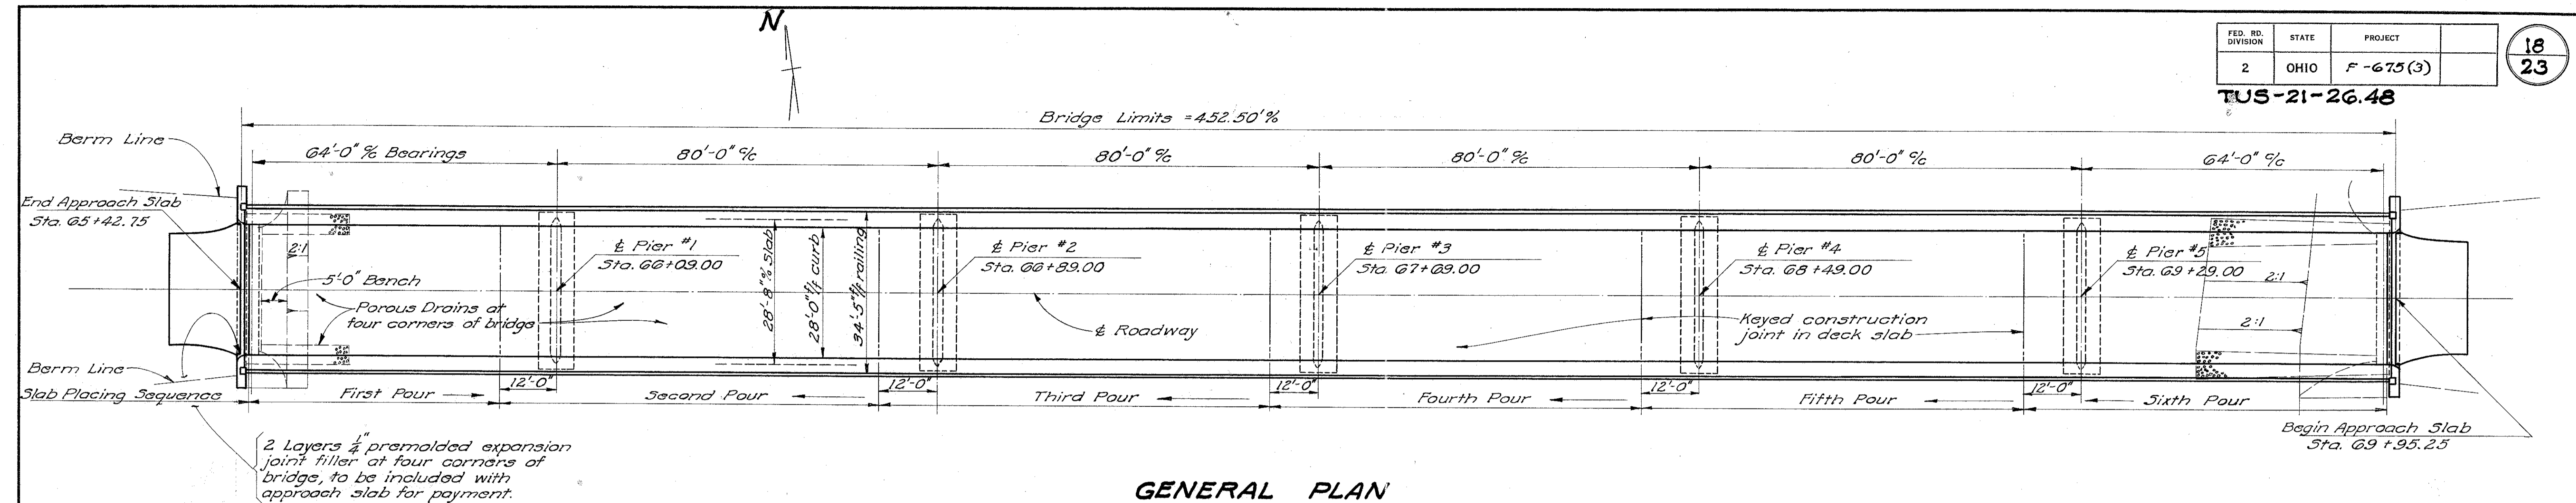 N
FED. RD. DIVISION
STATE
PROJECT
2
OHIO
F-675(3)
18
23
TUS-21-26.48
Bridge Limits = 452.50' %
Berm Line
64'-0" c/c Bearings
80'-0" c/c
80'-0" c/c
80'-0" c/c
80'-0" c/c
64'-0" c/c
End Approach Slab
Sta. 65+42.75
2:1
5'-0" Bench
Porous Drains at
four corners of bridge
℄ Pier #1
Sta. 66+09.00
28'-8" % Slab
28'-0" f/f curb
34'-5" f/f railing
℄ Pier #2
Sta. 66+89.00
℄ Roadway
℄ Pier #3
Sta. 67+69.00
℄ Pier #4
Sta. 68+49.00
Keyed construction
joint in deck slab
℄ Pier #5
Sta. 69+29.00
2:1
2:1
Berm Line
Slab Placing Sequence
First Pour
12'-0"
Second Pour
12'-0"
Third Pour
12'-0"
Fourth Pour
12'-0"
Fifth Pour
12'-0"
Sixth Pour
Begin Approach Slab
Sta. 69+95.25
2 Layers 1/4" premolded expansion
joint filler at four corners of
bridge, to be included with
approach slab for payment.
GENERAL PLAN